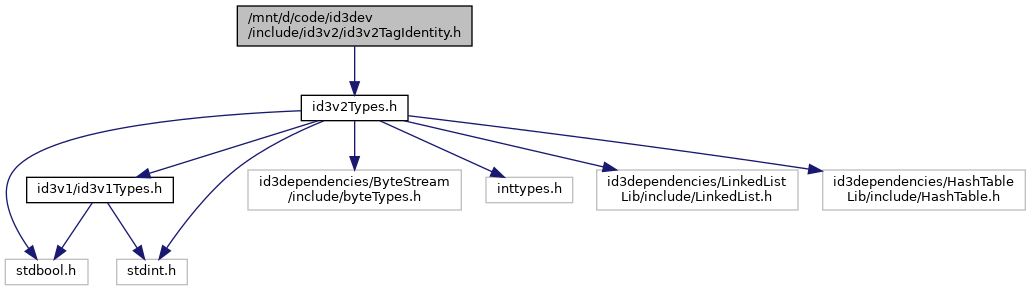 /mnt/d/code/id3dev
/include/id3v2/id3v2TagIdentity.h
id3v2Types.h
id3v1/id3v1Types.h
id3dependencies/ByteStream
/include/byteTypes.h
inttypes.h
id3dependencies/LinkedList
Lib/include/LinkedList.h
id3dependencies/HashTable
Lib/include/HashTable.h
stdbool.h
stdint.h